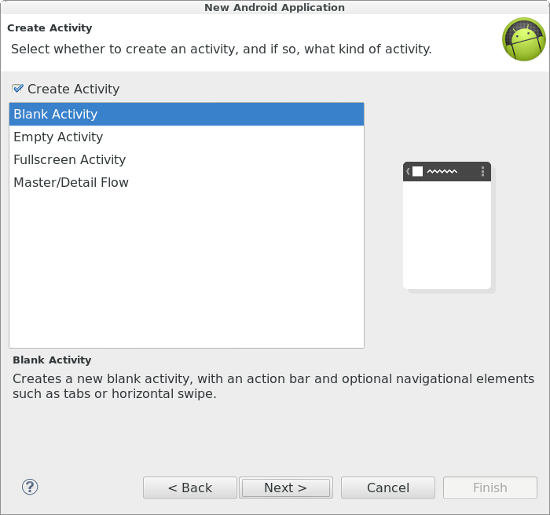 New Android Application
Create Activity
Select whether to create an activity, and if so, what kind of activity.
Create Activity
Blank Activity
Empty Activity
Fullscreen Activity
Master/Detail Flow
Blank Activity
Creates a new blank activity, with an action bar and optional navigational elements
such as tabs or horizontal swipe.
?
< Back
Next >
Cancel
Finish